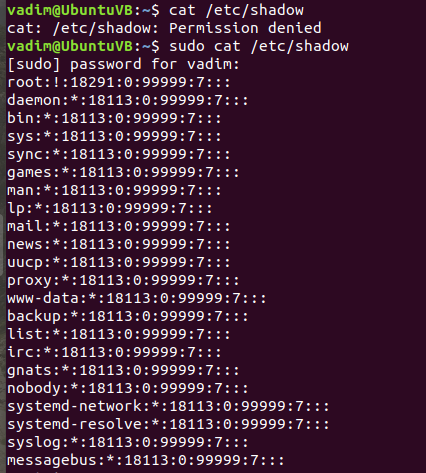 vadim@UbuntuVB:~$ cat /etc/shadow
cat: /etc/shadow: Permission denied
vadim@UbuntuVB:~$ sudo cat /etc/shadow
[sudo] password for vadim:
root:!:18291:0:99999:7:::
daemon:*:18113:0:99999:7:::
bin:*:18113:0:99999:7:::
sys:*:18113:0:99999:7:::
sync:*:18113:0:99999:7:::
games:*:18113:0:99999:7:::
man:*:18113:0:99999:7:::
lp:*:18113:0:99999:7:::
mail:*:18113:0:99999:7:::
news:*:18113:0:99999:7:::
uucp:*:18113:0:99999:7:::
proxy:*:18113:0:99999:7:::
www-data:*:18113:0:99999:7:::
backup:*:18113:0:99999:7:::
list:*:18113:0:99999:7:::
irc:*:18113:0:99999:7:::
gnats:*:18113:0:99999:7:::
nobody:*:18113:0:99999:7:::
systemd-network:*:18113:0:99999:7:::
systemd-resolve:*:18113:0:99999:7:::
syslog:*:18113:0:99999:7:::
messagebus:*:18113:0:99999:7:::